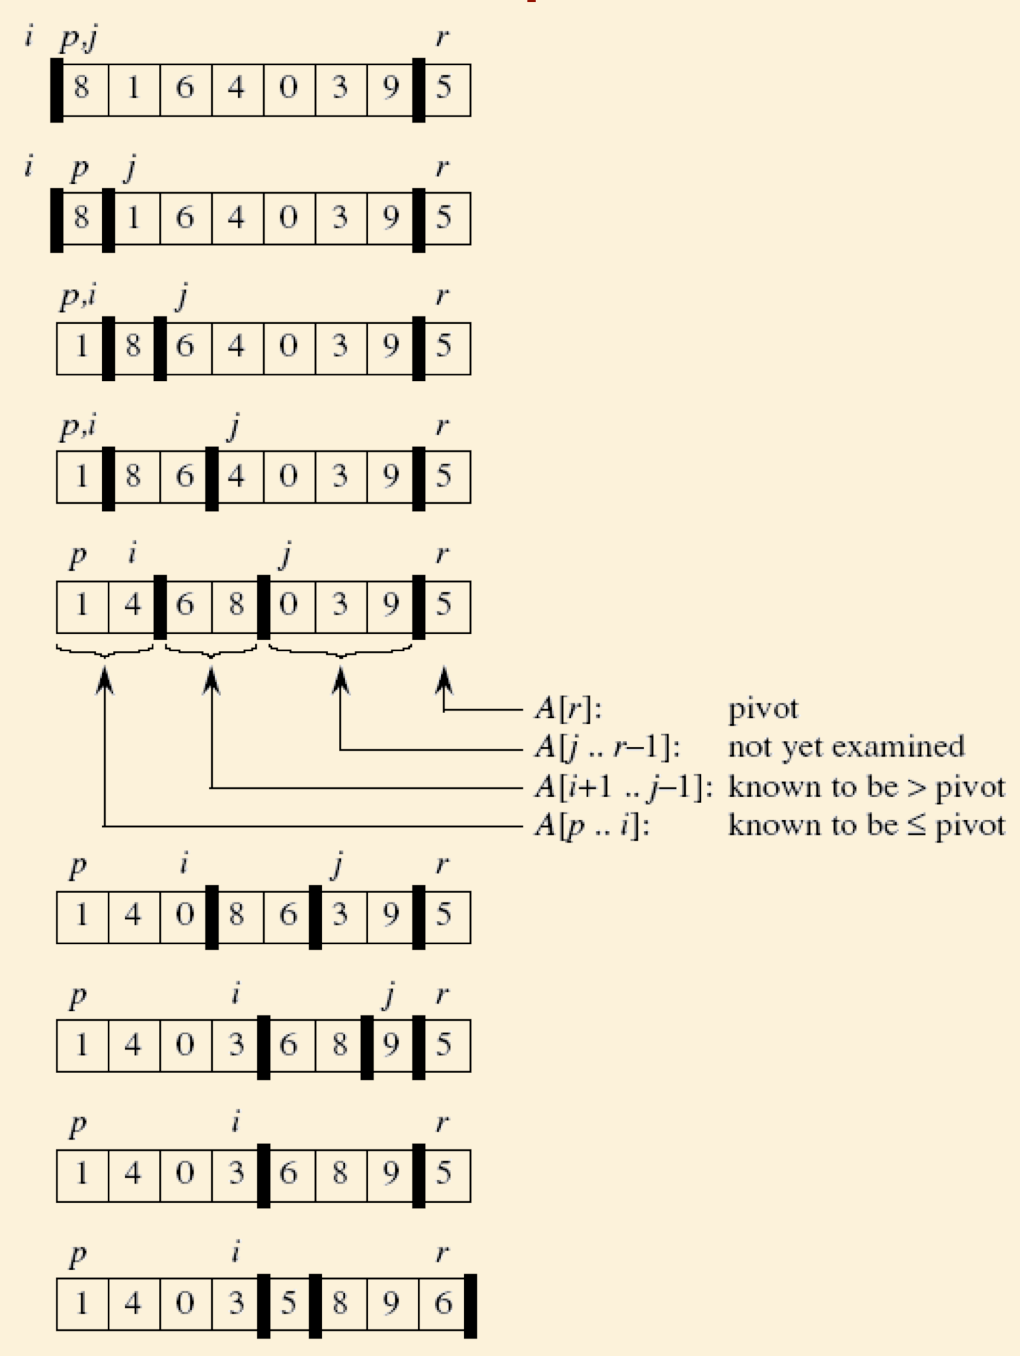 i p,j r
8 1 6 4 0 3 9 5
i p j r
8 1 6 4 0 3 9 5
p,i j r
1 8 6 4 0 3 9 5
p,i j r
1 8 6 4 0 3 9 5
p i j r
1 4 6 8 0 3 9 5
A[r]: pivot
A[j .. r–1]: not yet examined
A[i+1 .. j–1]: known to be > pivot
A[p .. i]: known to be ≤ pivot
p i j r
1 4 0 8 6 3 9 5
p i j r
1 4 0 3 6 8 9 5
p i r
1 4 0 3 6 8 9 5
p i r
1 4 0 3 5 8 9 6